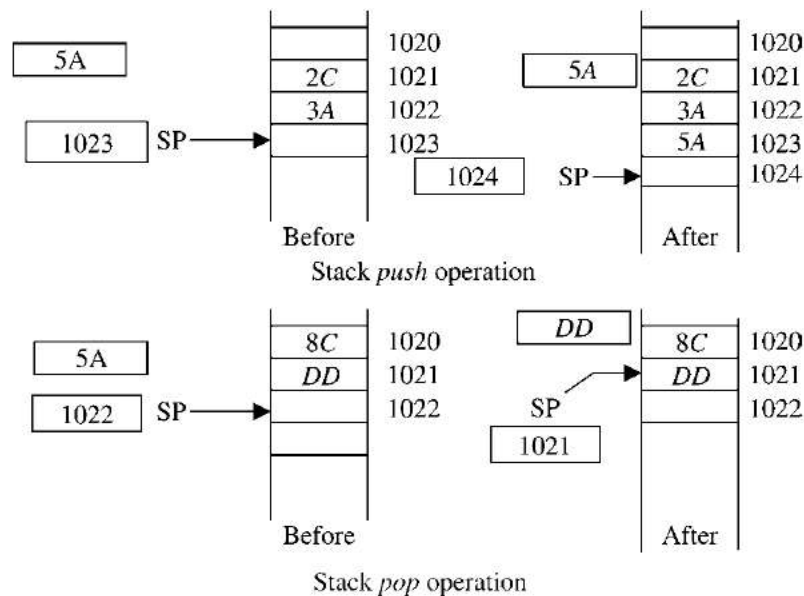 1020 1020
5A 5A
2C 1021 2C 1021
3A 1022 3A 1022
1023 SP 1023 5A 1023
1024 SP 1024
Before After
Stack push operation
DD
8C 1020 8C 1020
5A
DD 1021 DD 1021
1022 SP 1022 SP 1022
1021
Before After
Stack pop operation